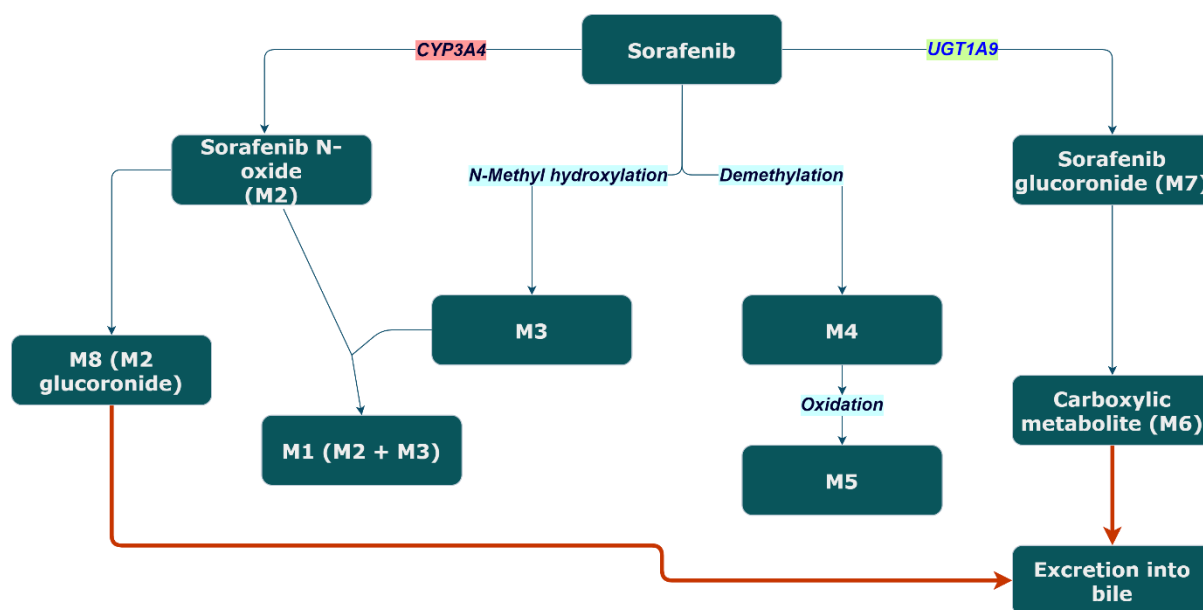 CYP3A4
Sorafenib
UGT1A9
Sorafenib N-
oxide
(M2)
N-Methyl hydroxylation
Demethylation
Sorafenib
glucoronide (M7)
M3
M4
M8 (M2
glucoronide)
Oxidation
Carboxylic
metabolite (M6)
M1 (M2 + M3)
M5
Excretion into
bile